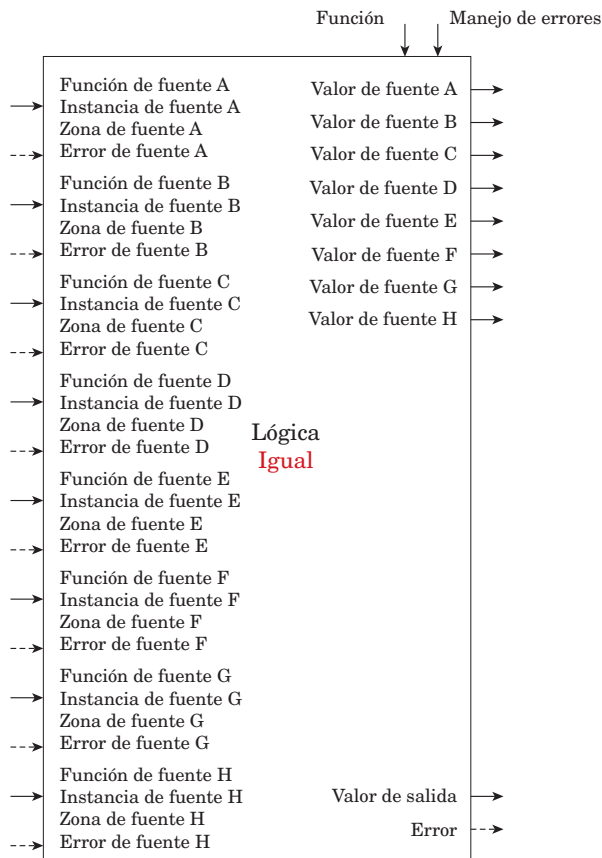 Función
Manejo de errores
Función de fuente A
Instancia de fuente A
Zona de fuente A
Error de fuente A
Función de fuente B
Instancia de fuente B
Zona de fuente B
Error de fuente B
Función de fuente C
Instancia de fuente C
Zona de fuente C
Error de fuente C
Función de fuente D
Instancia de fuente D
Zona de fuente D
Error de fuente D
Función de fuente E
Instancia de fuente E
Zona de fuente E
Error de fuente E
Función de fuente F
Instancia de fuente F
Zona de fuente F
Error de fuente F
Función de fuente G
Instancia de fuente G
Zona de fuente G
Error de fuente G
Función de fuente H
Instancia de fuente H
Zona de fuente H
Error de fuente H
Lógica
Igual
Valor de fuente A
Valor de fuente B
Valor de fuente C
Valor de fuente D
Valor de fuente E
Valor de fuente F
Valor de fuente G
Valor de fuente H
Valor de salida
Error